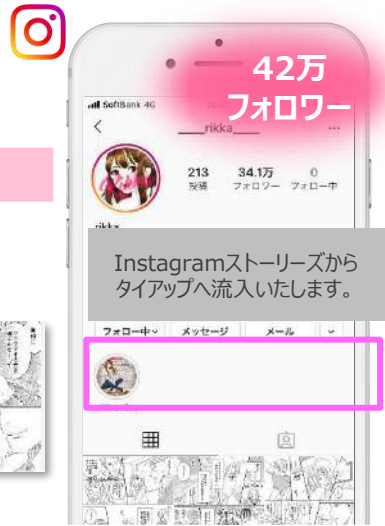 42万
フォロワー
SoftBank 4G
___rikka___
213
34.1万
0
投稿
フォロワー
フォロー中
Instagramストーリーズから
タイアップへ流入いたします。
フォロー中
メッセージ
メール